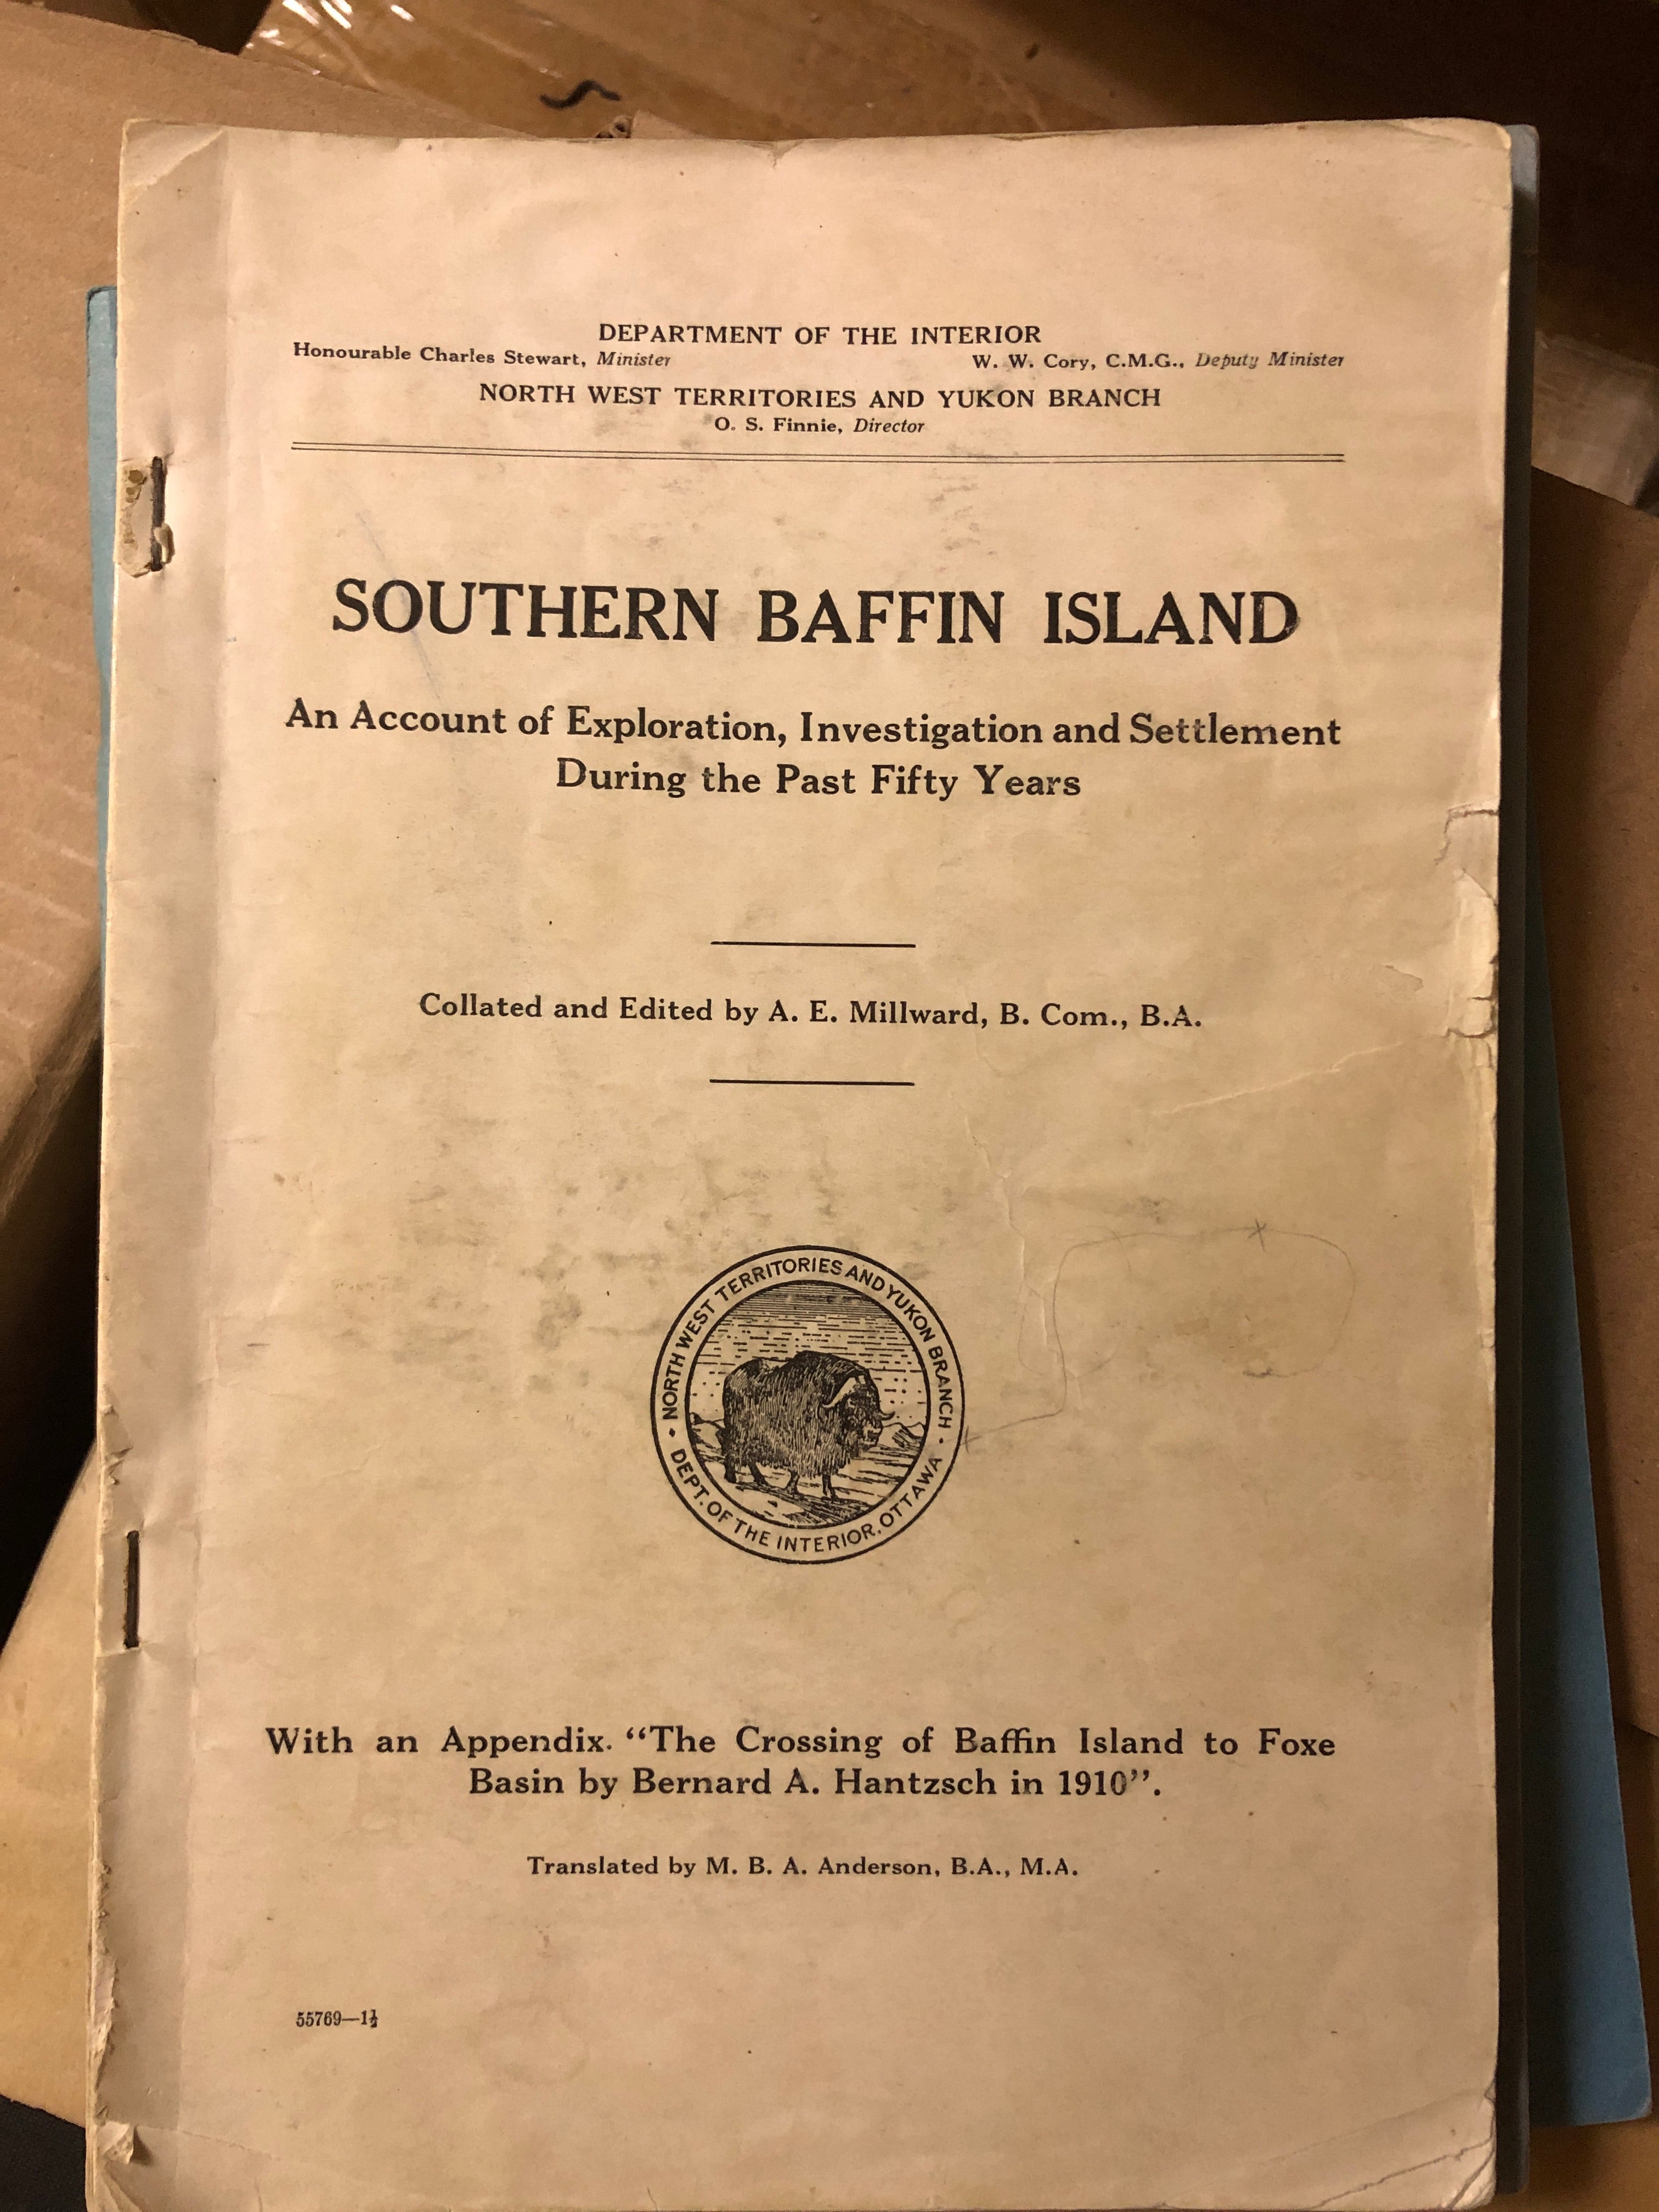 DEPARTMENT OF THE INTERIOR
Honourable Charles Stewart, Minister W. W. Cory, C.M.G., Deputy Minister
NORTH WEST TERRITORIES AND YUKON BRANCH
O. S. Finnie, Director
SOUTHERN BAFFIN ISLAND
An Account of Exploration, Investigation and Settlement
During the Past Fifty Years
Collated and Edited by A. E. Millward, B. Com., B.A.
NORTH WEST TERRITORIES AND YUKON BRANCH
DEPT. OF THE INTERIOR, OTTAWA
With an Appendix. “The Crossing of Baffin Island to Foxe
Basin by Bernard A. Hantzsch in 1910”.
Translated by M. B. A. Anderson, B.A., M.A.
55769—1½